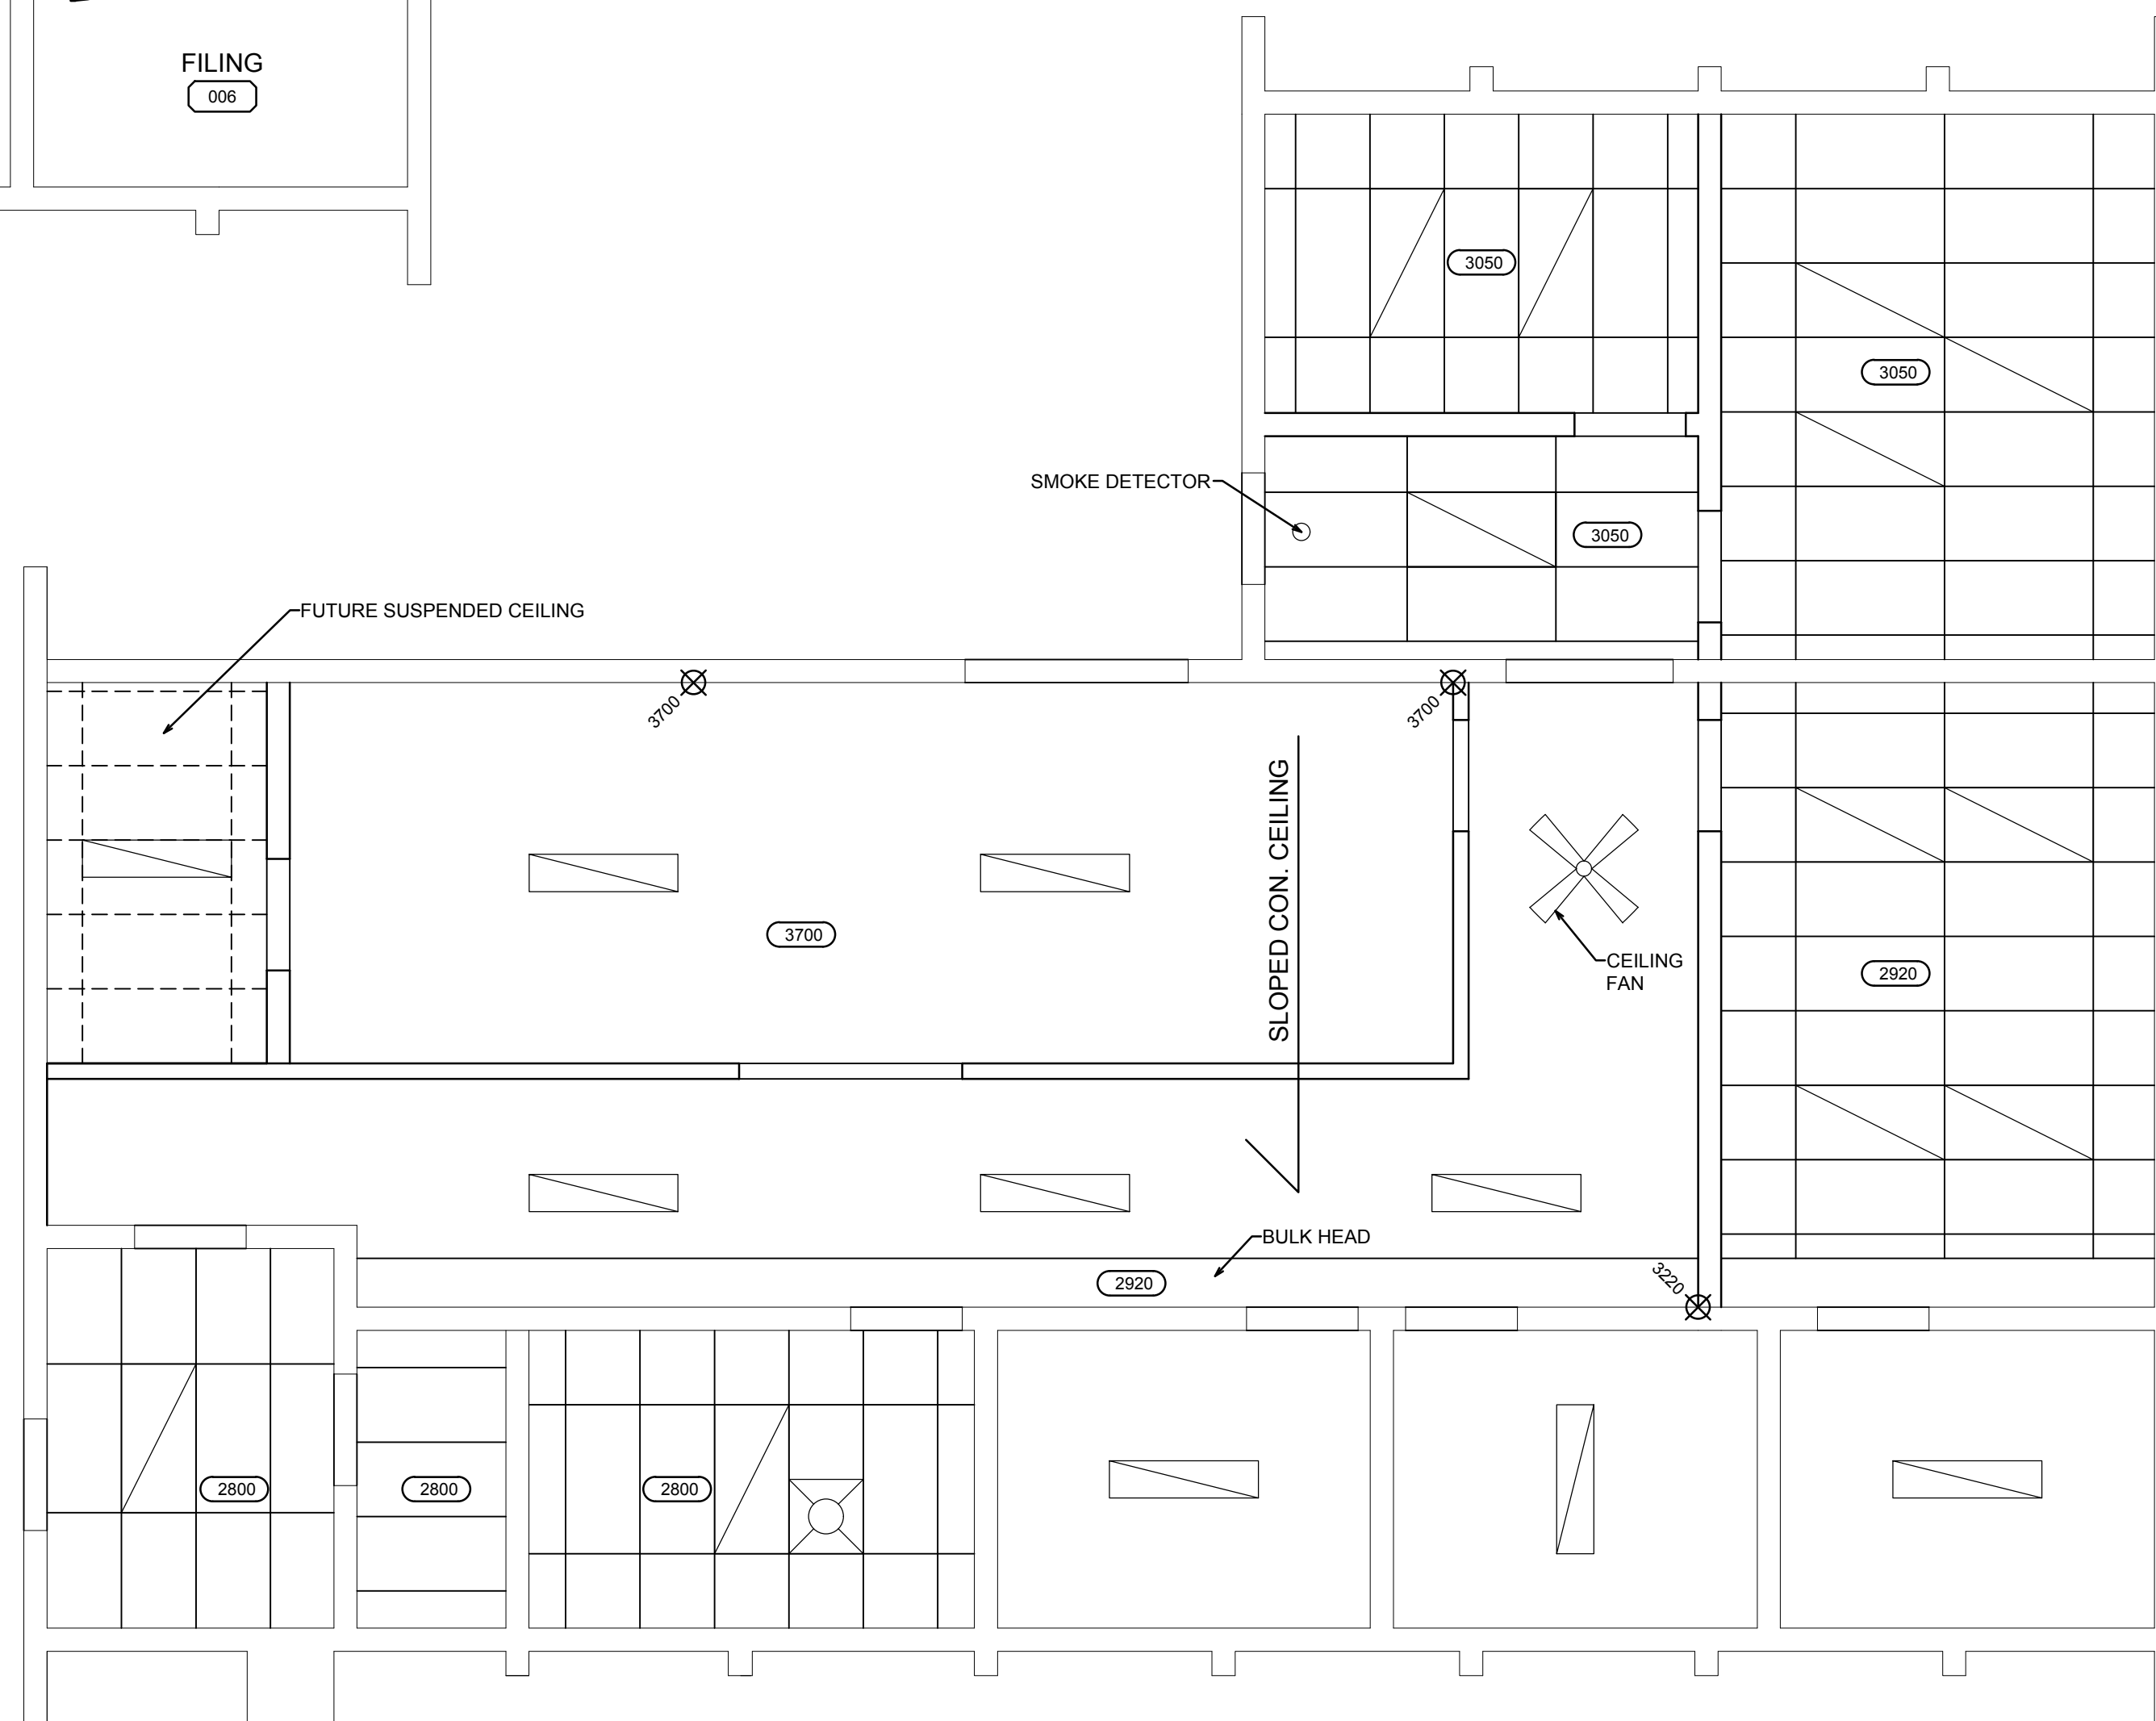 FILING
006
3050
3050
SMOKE DETECTOR
3050
FUTURE SUSPENDED CEILING
3700
3700
SLOPED CON. CEILING
3700
CEILING
FAN
2920
BULK HEAD
2920
3220
2800
2800
2800